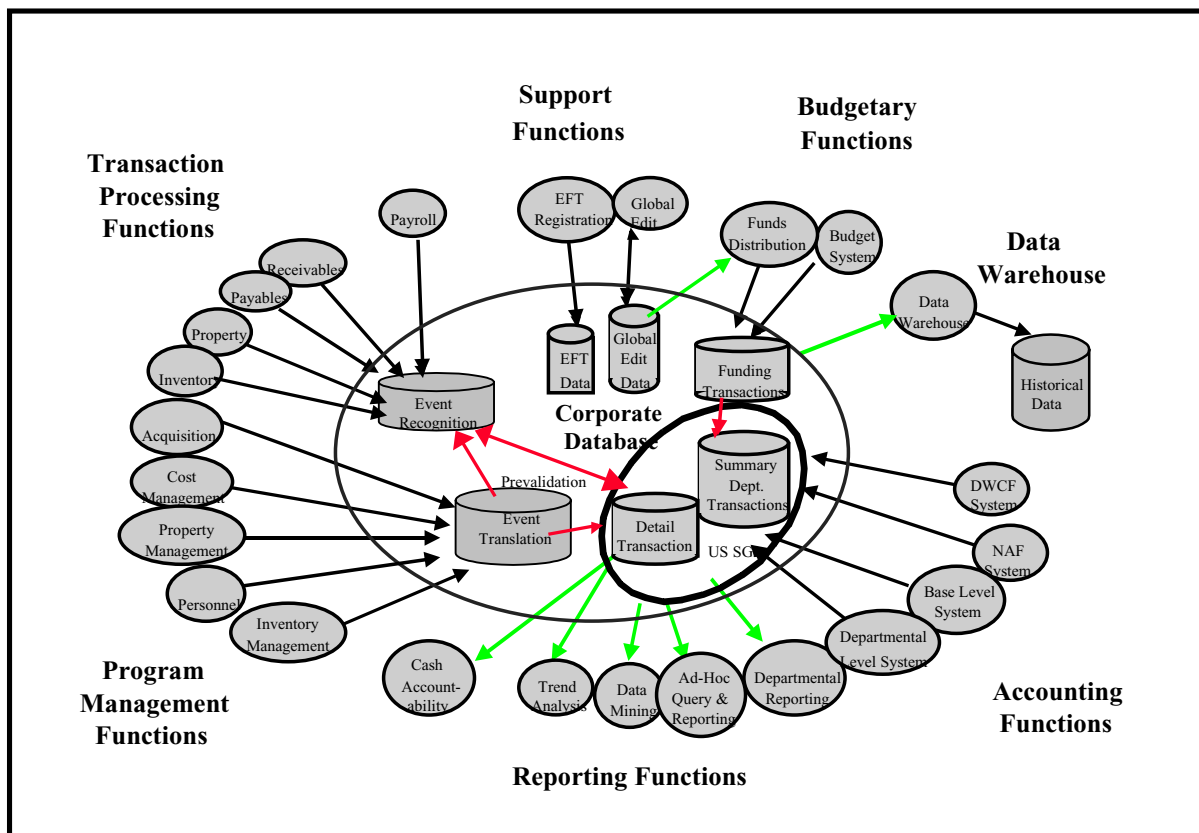 Support
Functions
Budgetary
Functions
Transaction
Processing
Functions
Payroll
EFT
Registration
Global
Edit
Funds
Distribution
Budget
System
Data
Warehouse
Receivables
Payables
Property
Inventor
Data
Warehouse
EFT
Data
Global
Edit
Data
Funding
Transactions
Historical
Data
Event
Recognition
Corporate
Database
Acquisition
Cost
Management
Property
Management
Personnel
Inventory
Management
Prevalidation
Event
Translation
Summary
Dept.
Transactions
Detail
Transaction
US SG
DWCF
System
NAF
System
Base Level
System
Departmental
Level System
Cash
Account-
ability
Trend
Analysis
Data
Mining
Ad-Hoc
Query &
Reporting
Departmental
Reporting
Program
Management
Functions
Accounting
Functions
Reporting Functions